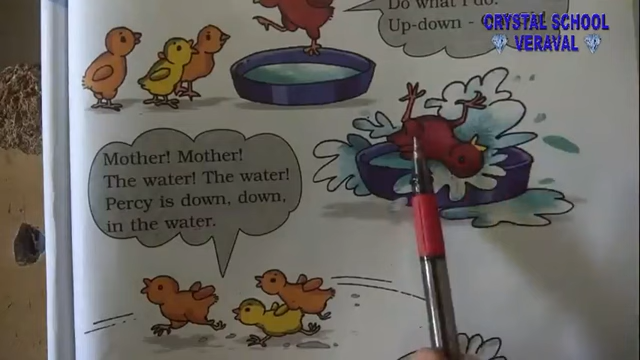 Do what I do.
Up-down -
CRYSTAL SCHOOL
VERAVAL
Mother! Mother!
The water! The water!
Percy is down, down,
in the water.